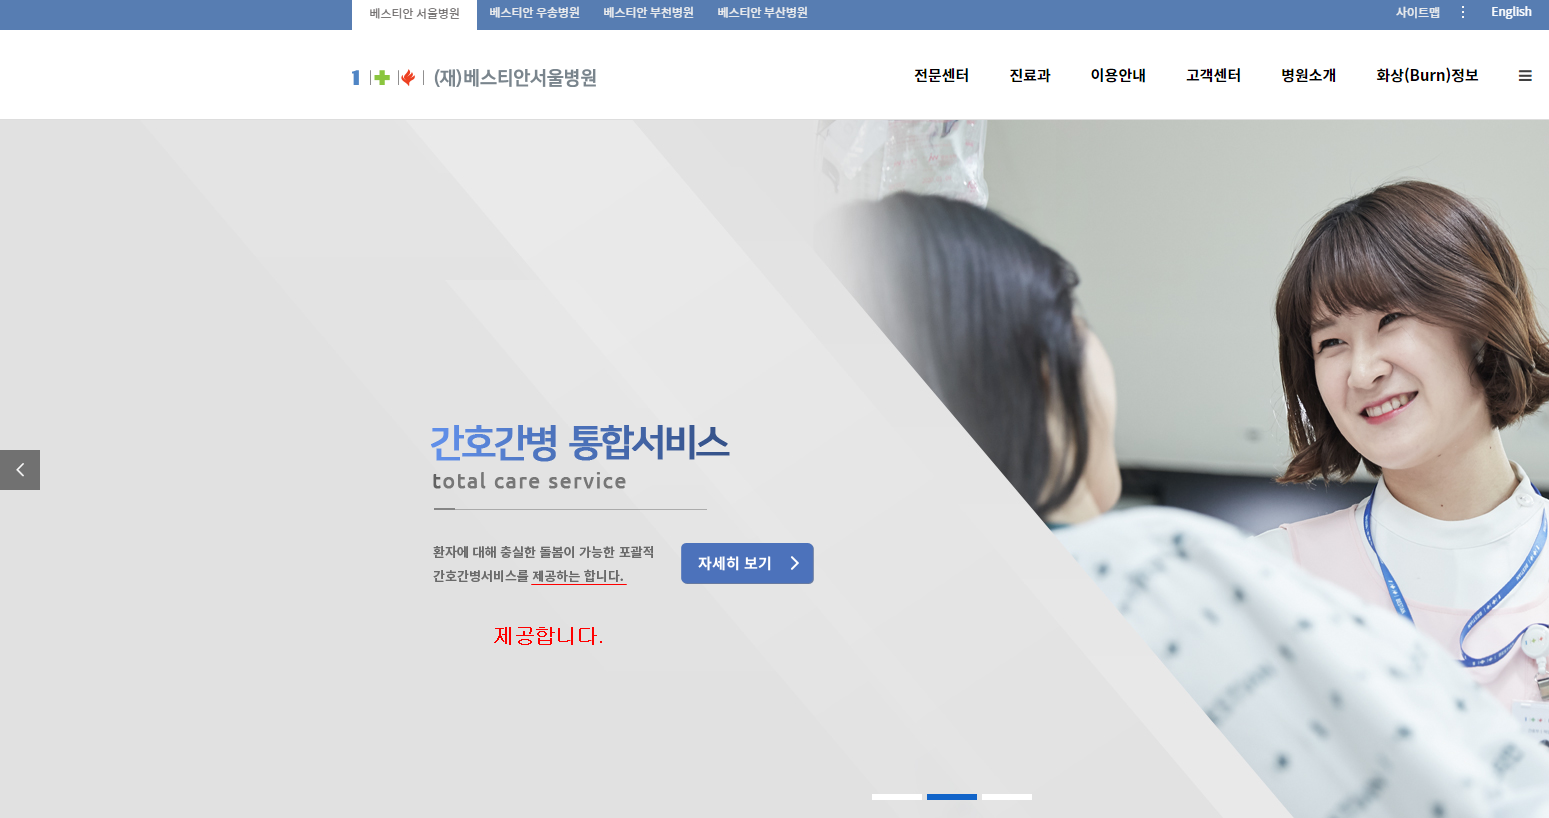 베스티안 서울병원 베스티안 우송병원 베스티안 부천병원 베스티안 부산병원 사이트맵 English
(재)베스티안서울병원 전문센터 진료과 이용안내 고객센터 병원소개 화상(Burn)정보
간호간병 통합서비스
total care service
환자에 대해 충실한 돌봄이 가능한 포괄적
간호간병서비스를 제공하는 합니다.
자세히 보기
제공합니다.